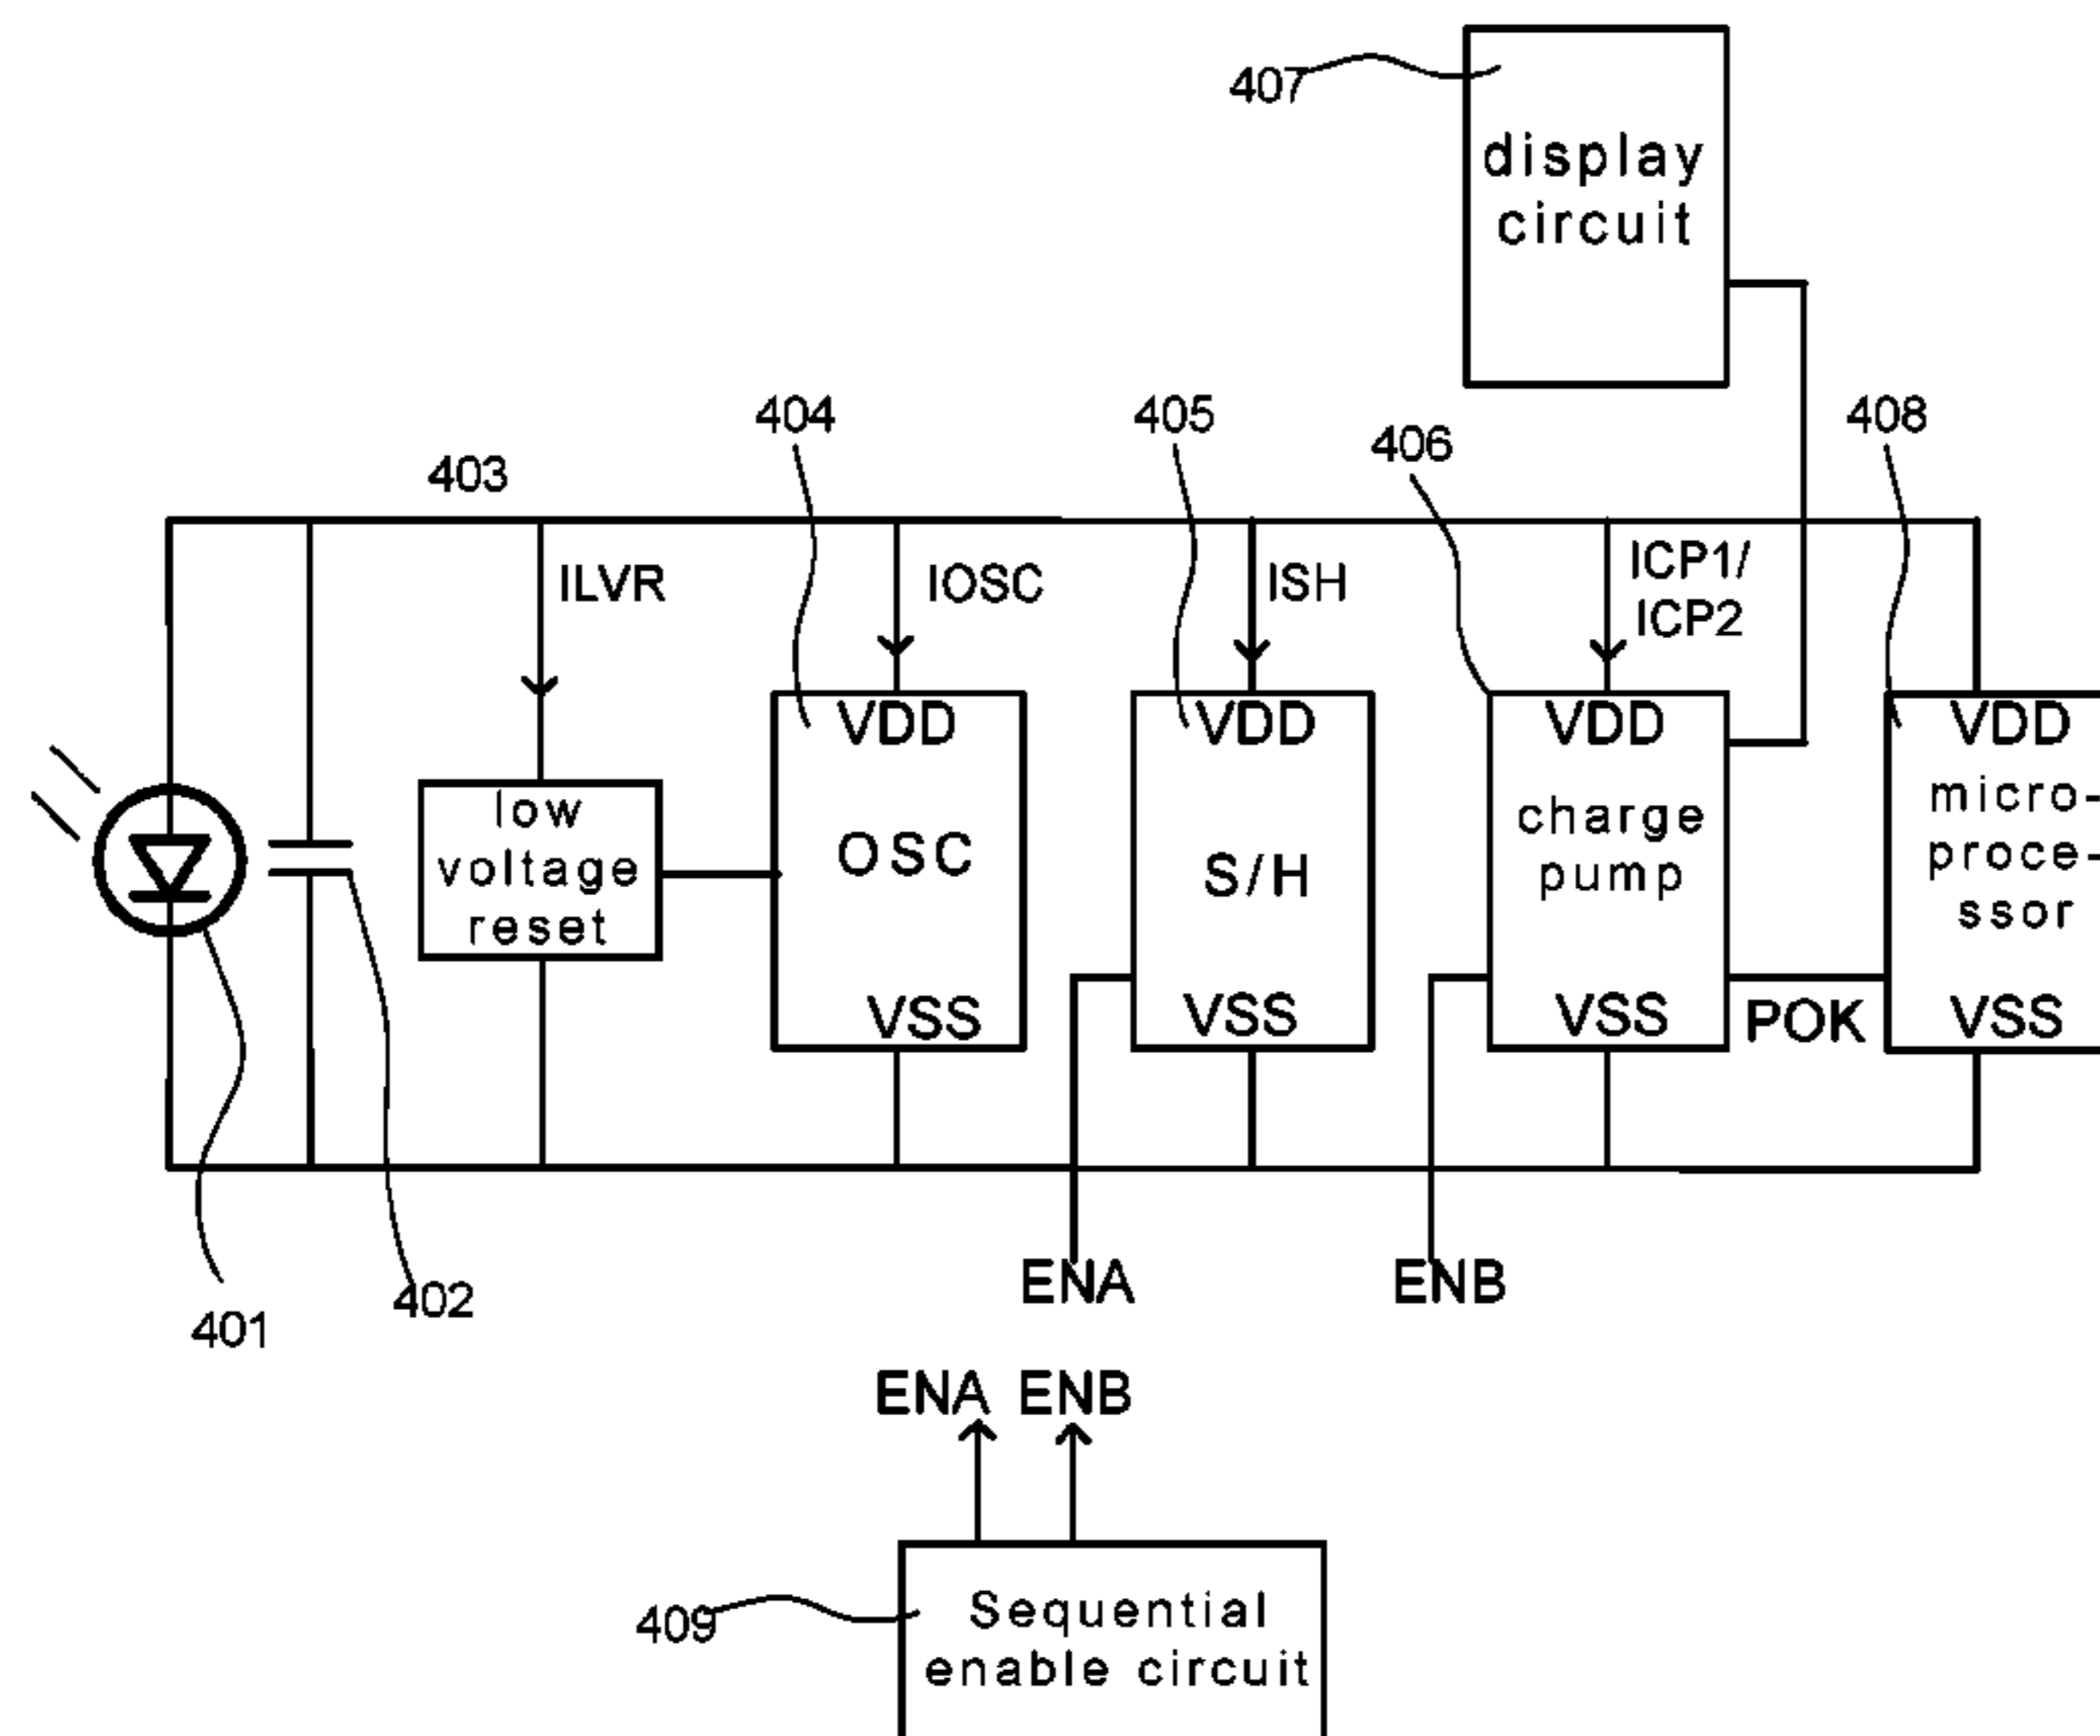 407
display
circuit
404
405
406
408
403
ILVR
IOSC
ISH
ICP1/
ICP2
VDD
VDD
VDD
VDD
low
voltage
reset
OSC
S/H
charge
pump
micro-
proce-
ssor
VSS
VSS
VSS
POK
VSS
ENA
ENB
401
402
ENA ENB
409
Sequential
enable circuit